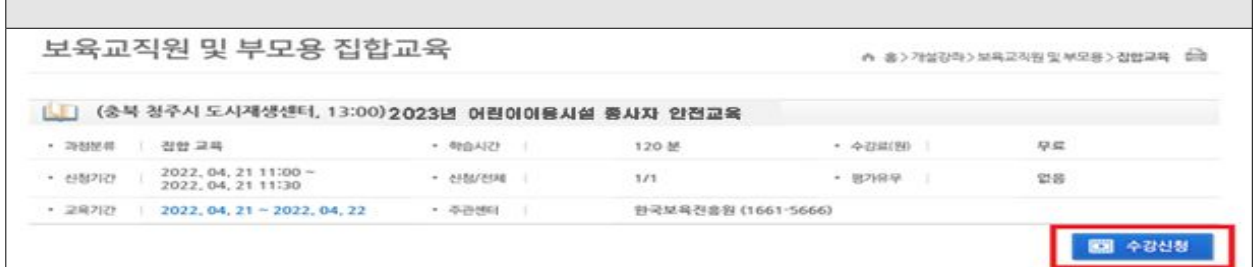 보육교직원 및 부모용 집합교육
홈 > 개설강좌 > 보육교직원 및 부모용 > 집합교육
(충북 청주시 도시재생센터, 13:00)2023년 어린이이용시설 종사자 안전교육
• 과정분류 | 집합 교육 • 학습시간 | 120 분 • 수강료(원) | 무료
• 신청기간 | 2022, 04, 21 11:00 ~ 2022, 04, 21 11:30 • 신청/전체 | 1/1 • 평가유무 | 없음
• 교육기간 | 2022, 04, 21 ~ 2022, 04, 22 • 주관센터 | 한국보육진흥원 (1661-5666)
수강신청